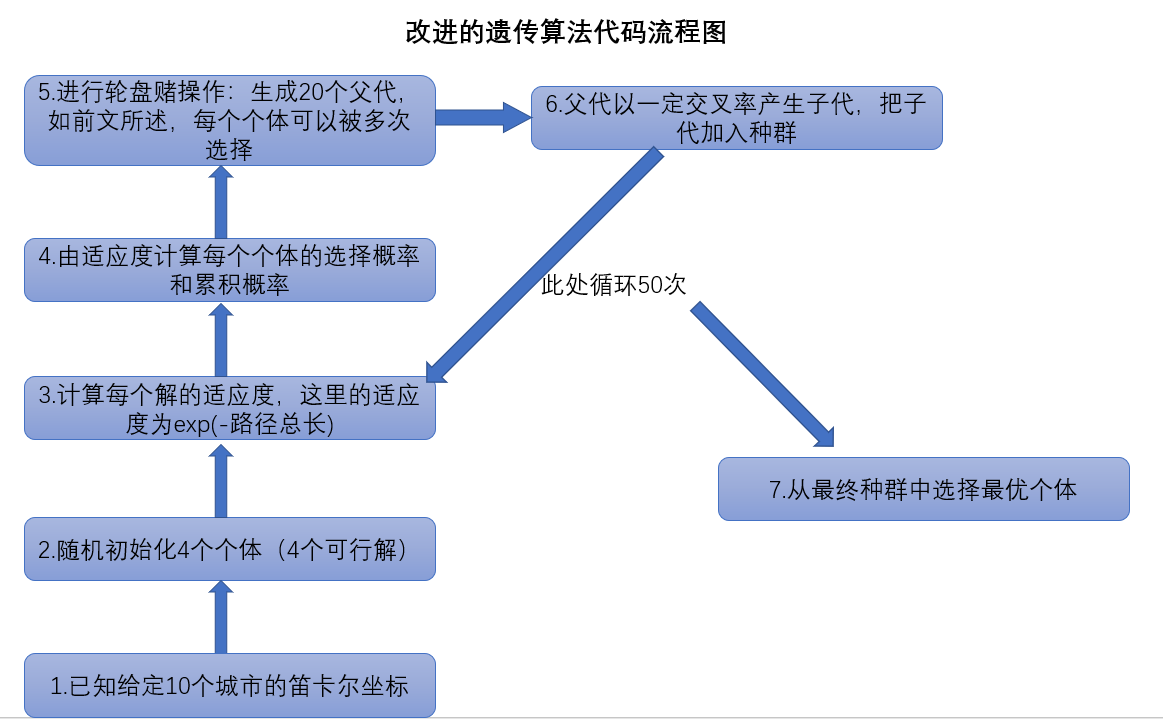 改进的遗传算法代码流程图
5.进行轮盘赌操作：生成20个父代，
如前文所述，每个个体可以被多次
选择
6.父代以一定交叉率产生子代，把子
代加入种群
4.由适应度计算每个个体的选择概率
和累积概率
此处循环50次
3.计算每个解的适应度，这里的适应
度为exp(-路径总长)
7.从最终种群中选择最优个体
2.随机初始化4个个体（4个可行解）
1.已知给定10个城市的笛卡尔坐标